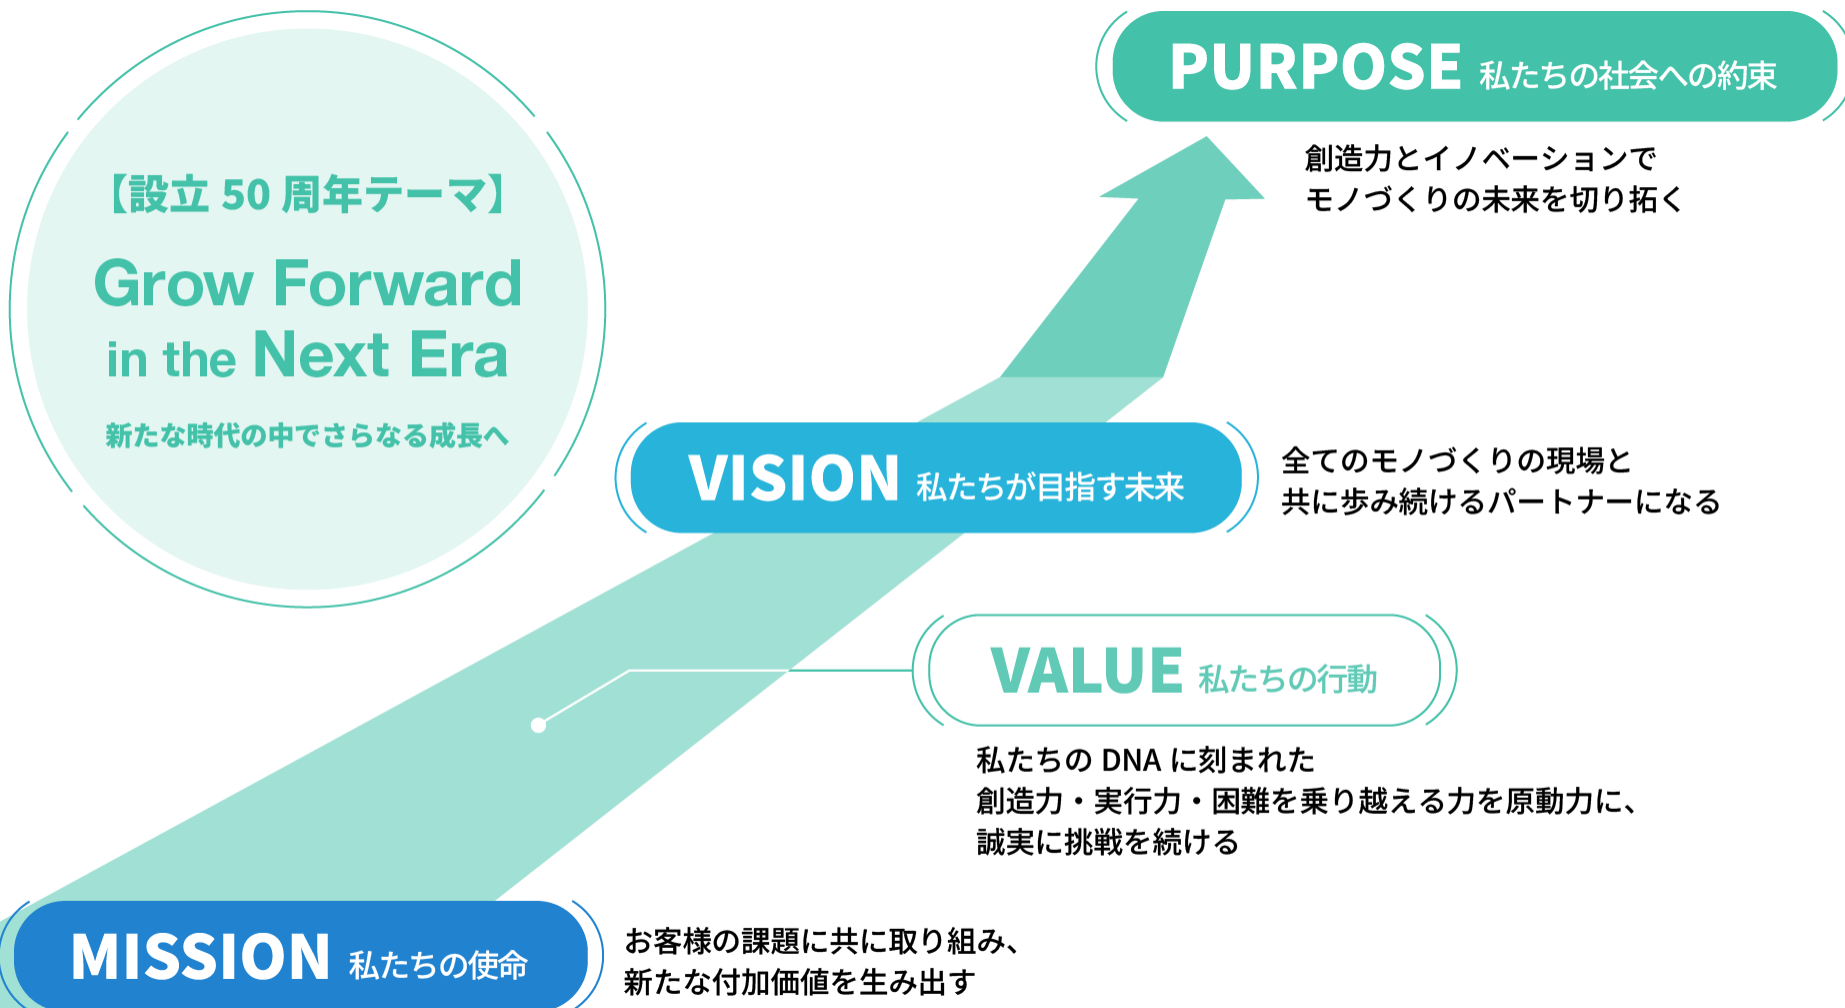 【設立 50 周年テーマ】
Grow Forward
in the Next Era
新たな時代の中でさらなる成長へ
PURPOSE 私たちの社会への約束
創造力とイノベーションで
モノづくりの未来を切り拓く
VISION 私たちが目指す未来
全てのモノづくりの現場と
共に歩み続けるパートナーになる
VALUE 私たちの行動
私たちの DNA に刻まれた
創造力・実行力・困難を乗り越える力を原動力に、
誠実に挑戦を続ける
MISSION 私たちの使命
お客様の課題に共に取り組み、
新たな付加価値を生み出す